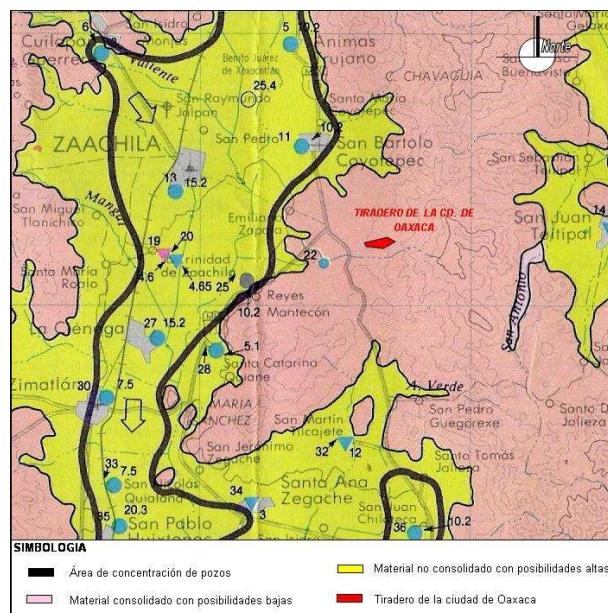 San Isidro
Monjas
Cuilapa
Guerrero
6
Valiente
5
10.2
Animas
Trujano
Benito Juárez
de Xoxocotlán
25.4
Norte
Buenavista
C. CHAVAGUIA
Santa María
Coyotepec
San Raymundo
Jalpan
ZAACHILA
San Pedro
11
10.2
San Bartolo
Coyotepec
San Sebastián
Teitipal
13
15.2
Mangal
San Miguel
Tlanichico
Emiliano
Zapata
TIRADERO DE LA CD. DE
OAXACA
San Juan
Teitipal
14
19
20
Trinidad
de Zaachila
4.6
4.65
22
25
Santa María
Roalo
San Antonio
Reyes
Mantecón
10.2
La Ciénega
27
15.2
5.1
28
Santa Catarina
Quiane
Zimatlán
30
7.5
MARIA
SANCHEZ
A. Verde
San Pedro
Guegorexe
San Martín
Tilcajete
32
12
Santo D
Jalieza
San Jerónimo
Zegache
Santo Tomás
Jalieza
33
7.5
San Nicolás
Quialana
Santa Ana
Zegache
34
3
35
20.3
San Pablo
Huixtepec
San Juan
Chilateca
36
10.2
SIMBOLOGIA
Área de concentración de pozos
Material no consolidado con posibilidades altas
Material consolidado con posibilidades bajas
Tiradero de la ciudad de Oaxaca